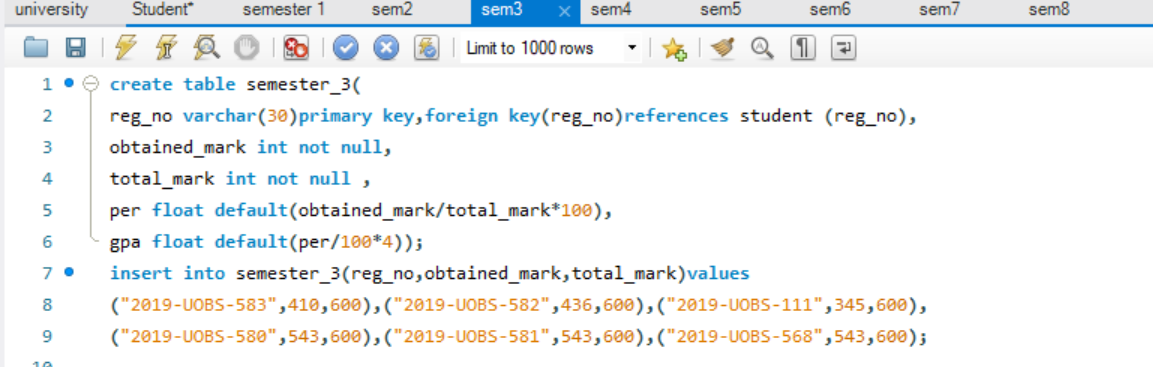 university Student* semester 1 sem2 sem3 × sem4 sem5 sem6 sem7 sem8
Limit to 1000 rows
1 create table semester_3(
2 reg_no varchar(30)primary key,foreign key(reg_no)references student (reg_no),
3 obtained_mark int not null,
4 total_mark int not null ,
5 per float default(obtained_mark/total_mark*100),
6 gpa float default(per/100*4));
7 insert into semester_3(reg_no,obtained_mark,total_mark)values
8 ("2019-UOBS-583",410,600),("2019-UOBS-582",436,600),("2019-UOBS-111",345,600),
9 ("2019-UOBS-580",543,600),("2019-UOBS-581",543,600),("2019-UOBS-568",543,600);
10